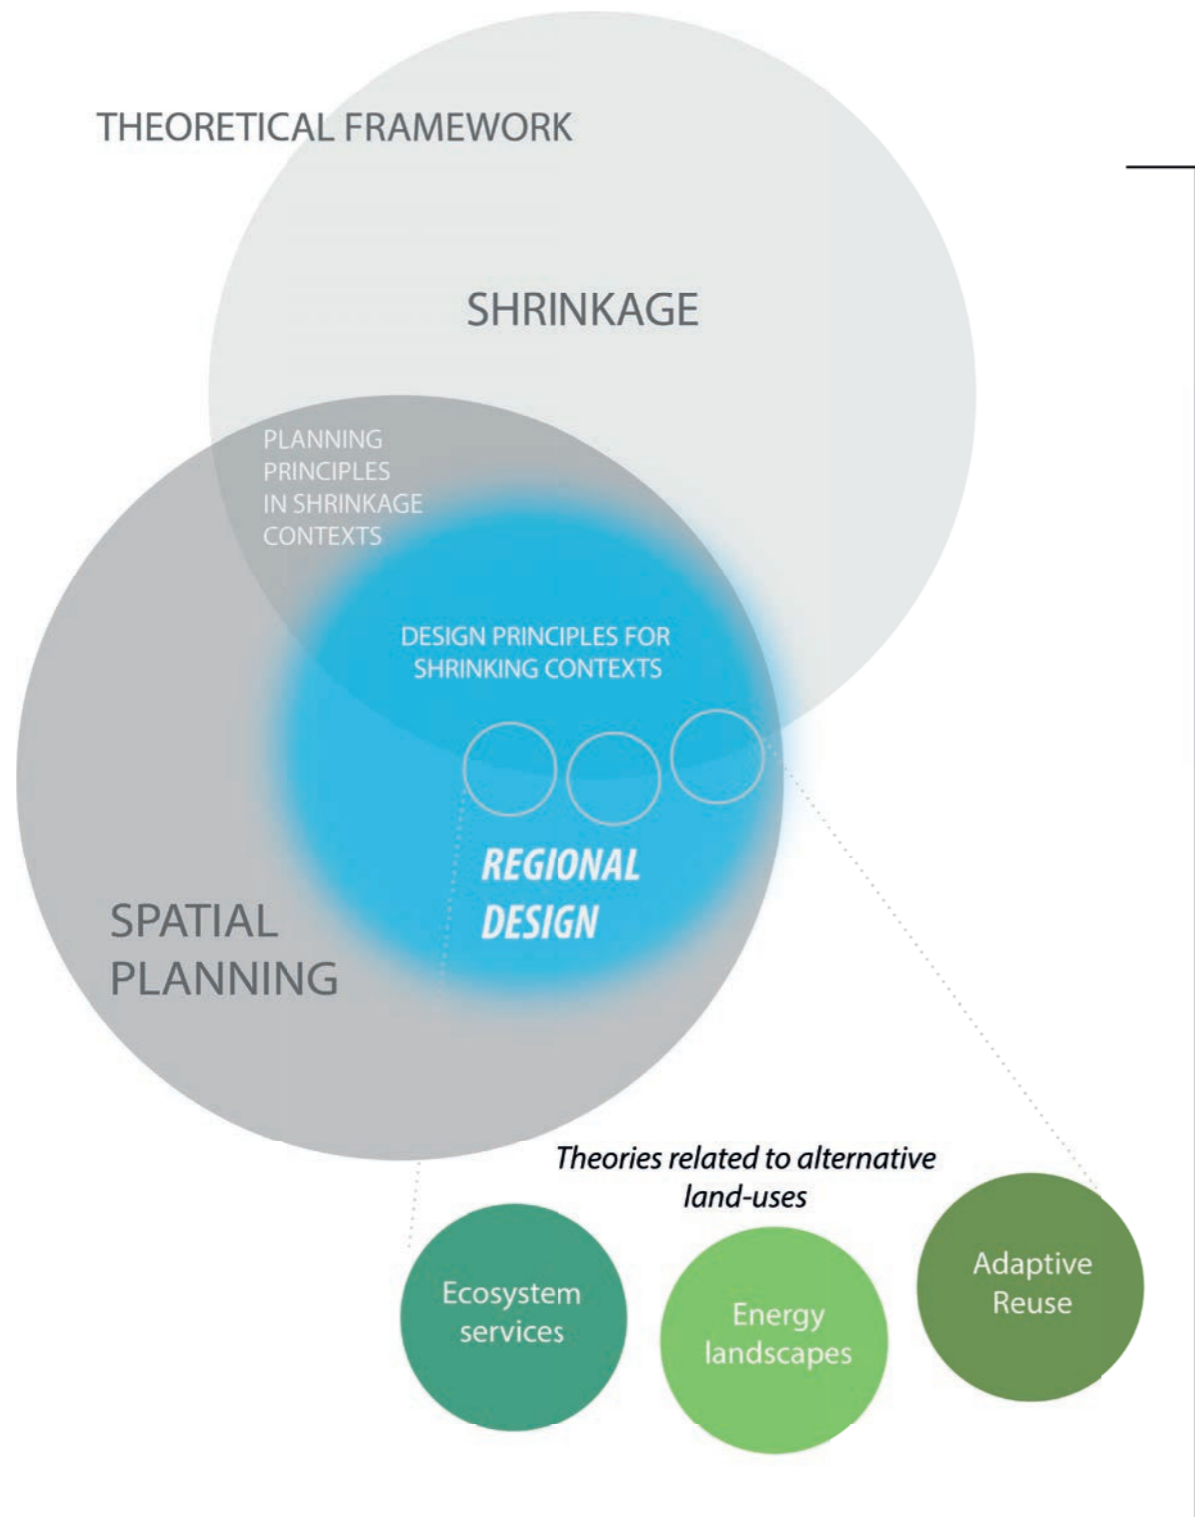 THEORETICAL FRAMEWORK
SHRINKAGE
PLANNING
PRINCIPLES
IN SHRINKAGE
CONTEXTS
DESIGN PRINCIPLES FOR
SHRINKING CONTEXTS
REGIONAL
DESIGN
SPATIAL
PLANNING
Theories related to alternative
land-uses
Ecosystem
services
Energy
landscapes
Adaptive
Reuse